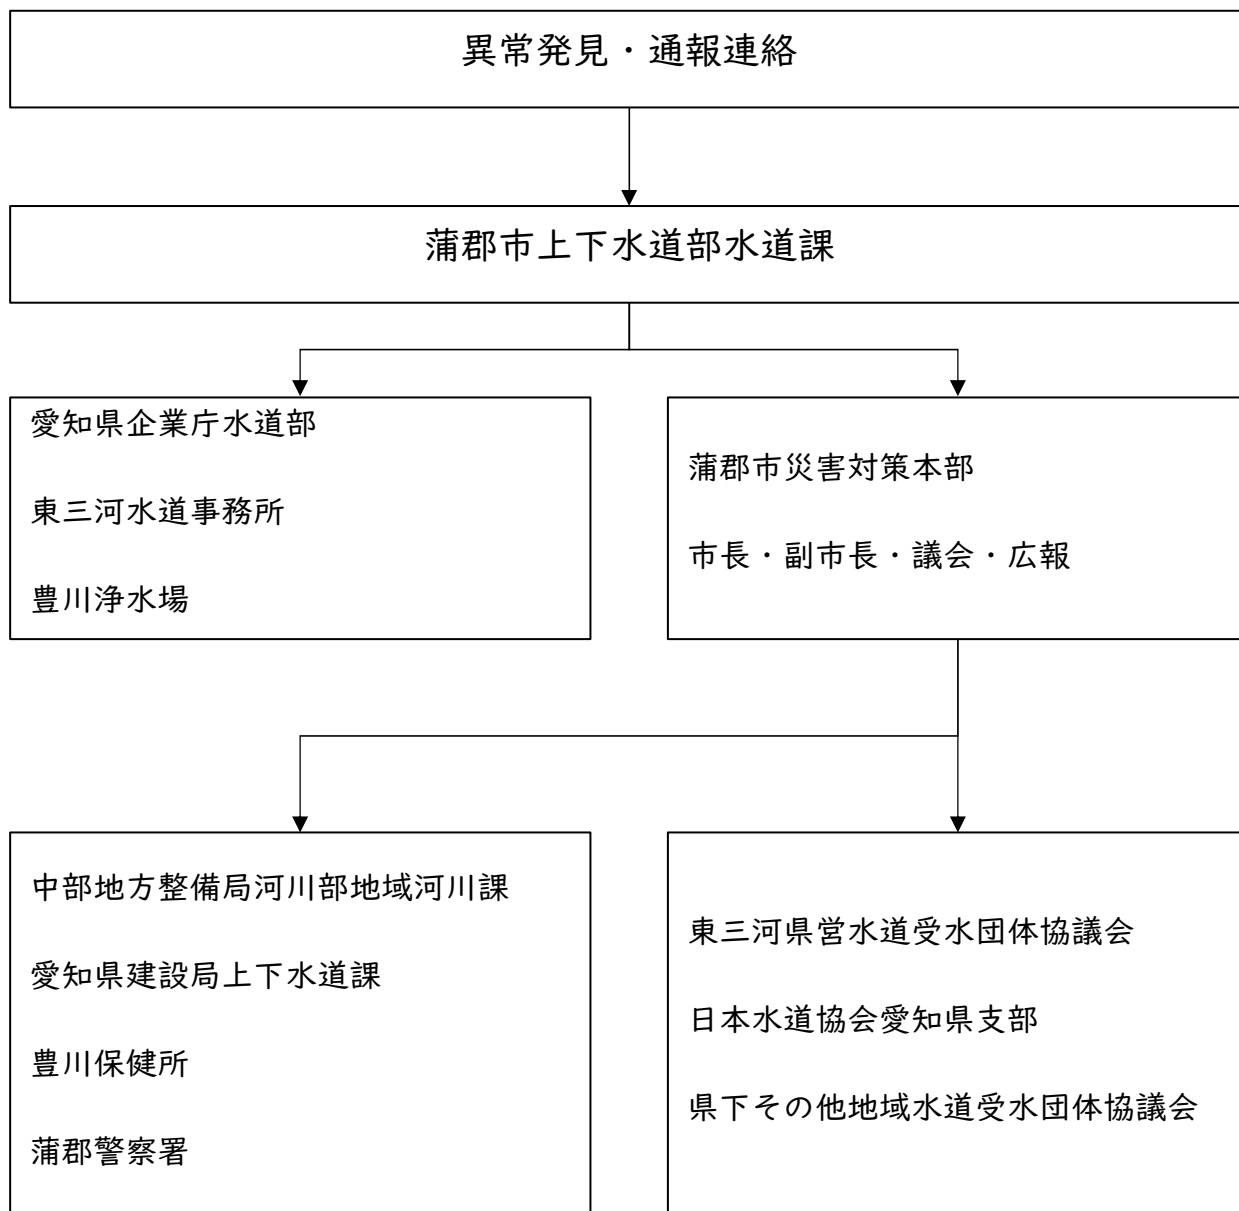 異常発見・通報連絡
蒲郡市上下水道部水道課
愛知県企業庁水道部
東三河水道事務所
豊川浄水場
蒲郡市災害対策本部
市長・副市長・議会・広報
中部地方整備局河川部地域河川課
愛知県建設局上下水道課
豊川保健所
蒲郡警察署
東三河県営水道受水団体協議会
日本水道協会愛知県支部
県下その他地域水道受水団体協議会